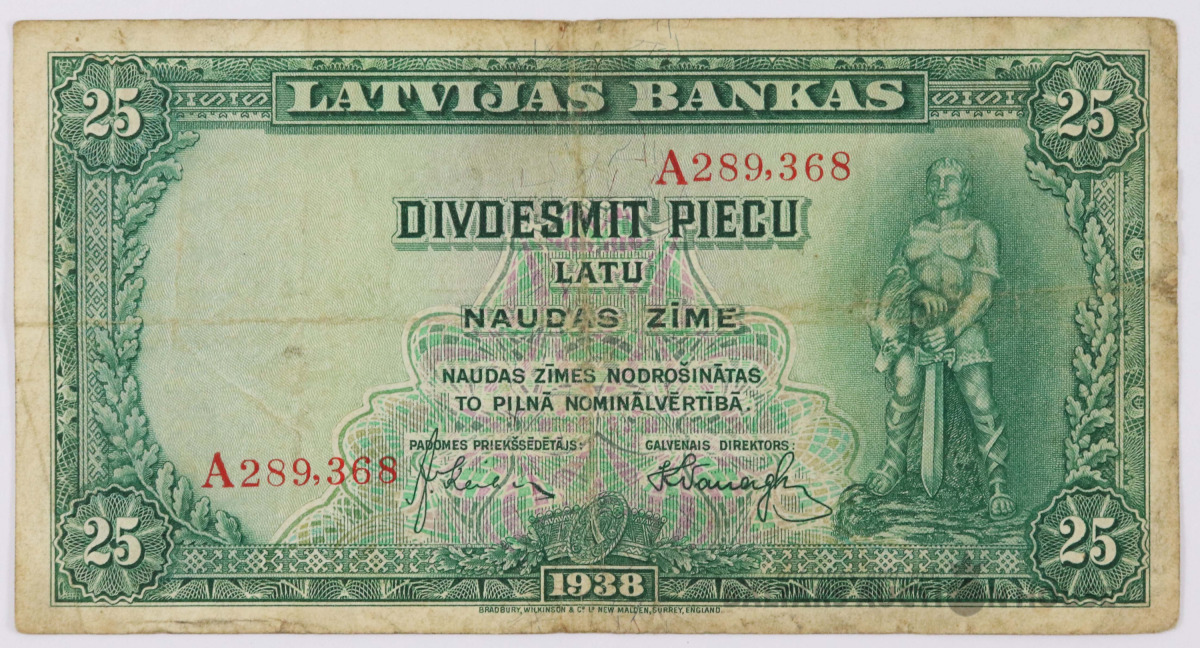 25 LATVIJAS BANKAS 25
A289,368
DIVDESMIT PIECU
LATU
NAUDAS ZĪME
NAUDAS ZĪMES NODROŠINĀTAS
TO PILNĀ NOMINĀLVĒRTĪBĀ.
PADOMES PRIEKŠSĒDĒTĀJS: GALVENAIS DIREKTORS:
A289,368
25 1938 25
BRADBURY, WILKINSON & Cº Lᵈ NEW MALDEN, SURREY, ENGLAND.